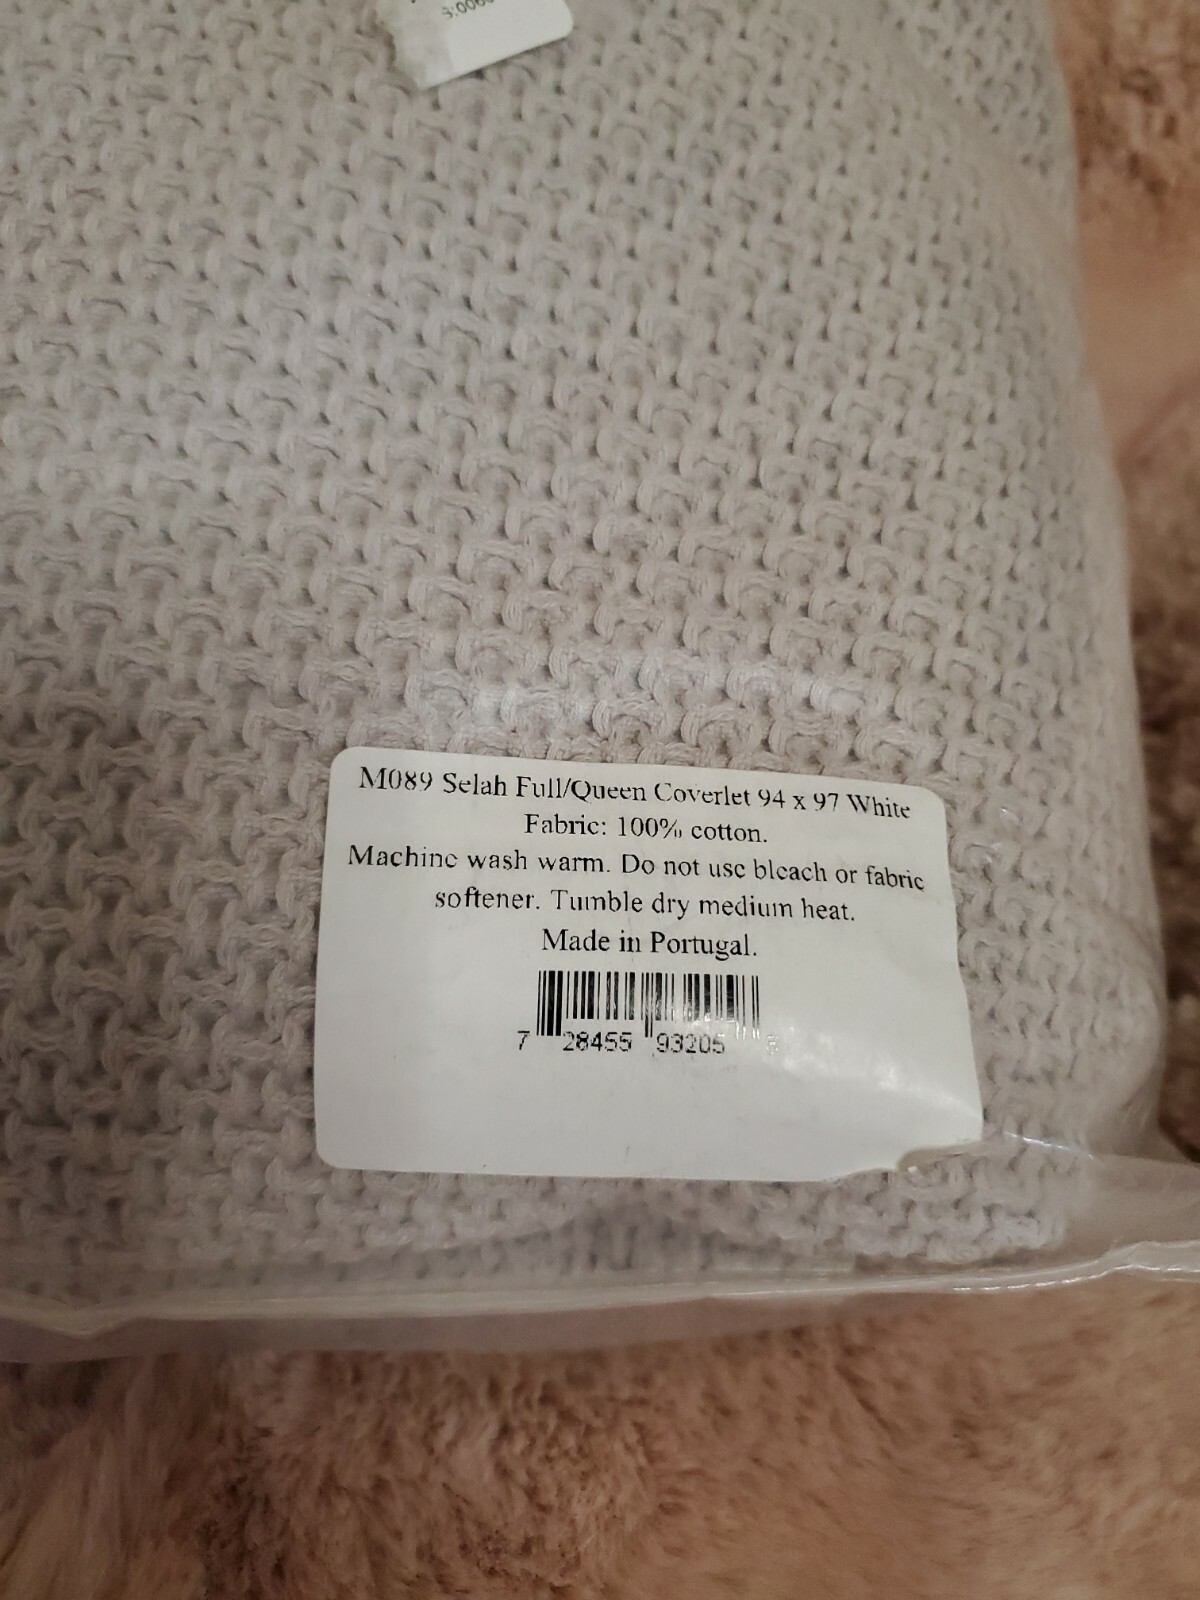 M089 Selah Full/Queen Coverlet 94 x 97 White
Fabric: 100% cotton.
Machine wash warm. Do not use bleach or fabric
softener. Tumble dry medium heat.
Made in Portugal.
7 28455 93205